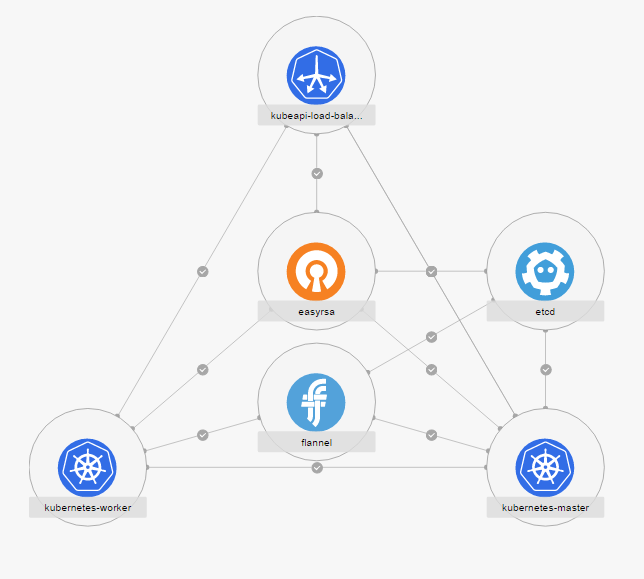 kubeapi-load-bala...
easyrsa
etcd
flannel
kubernetes-worker
kubernetes-master